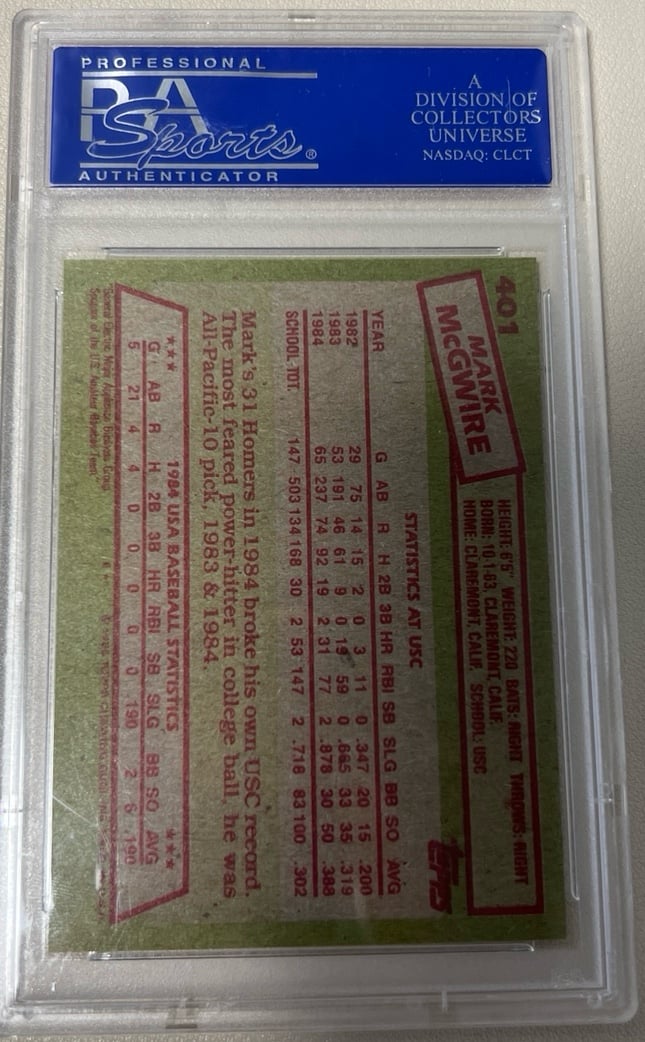 PROFESSIONAL
PSA
Sports®
AUTHENTICATOR
A
DIVISION OF
COLLECTORS
UNIVERSE
NASDAQ: CLCT
401
MARK
McGWIRE
HEIGHT: 6'5" WEIGHT: 220 BATS: RIGHT THROWS: RIGHT
BORN: 10-1-63, CLAREMONT, CALIF.
HOME: CLAREMONT, CALIF. SCHOOL: USC
topps
STATISTICS AT USC
YEAR G AB R H 2B 3B HR RBI SB SLG BB SO AVG
1982 29 75 14 15 2 0 3 11 0 .347 20 15 .200
1983 53 191 46 61 9 0 19 59 0 .665 33 35 .319
1984 65 237 74 92 19 2 31 77 2 .878 30 50 .388
SCHOOL TOT. 147 503 134 168 30 2 53 147 2 .718 83 100 .302
Mark's 31 Homers in 1984 broke his own USC record.
The most feared power-hitter in college ball, he was
All-Pacific-10 pick, 1983 & 1984.
★★★ 1984 USA BASEBALL STATISTICS ★★★
G AB R H 2B 3B HR RBI SB SLG BB SO AVG
5 21 4 4 0 0 0 0 0 .190 2 6 .190